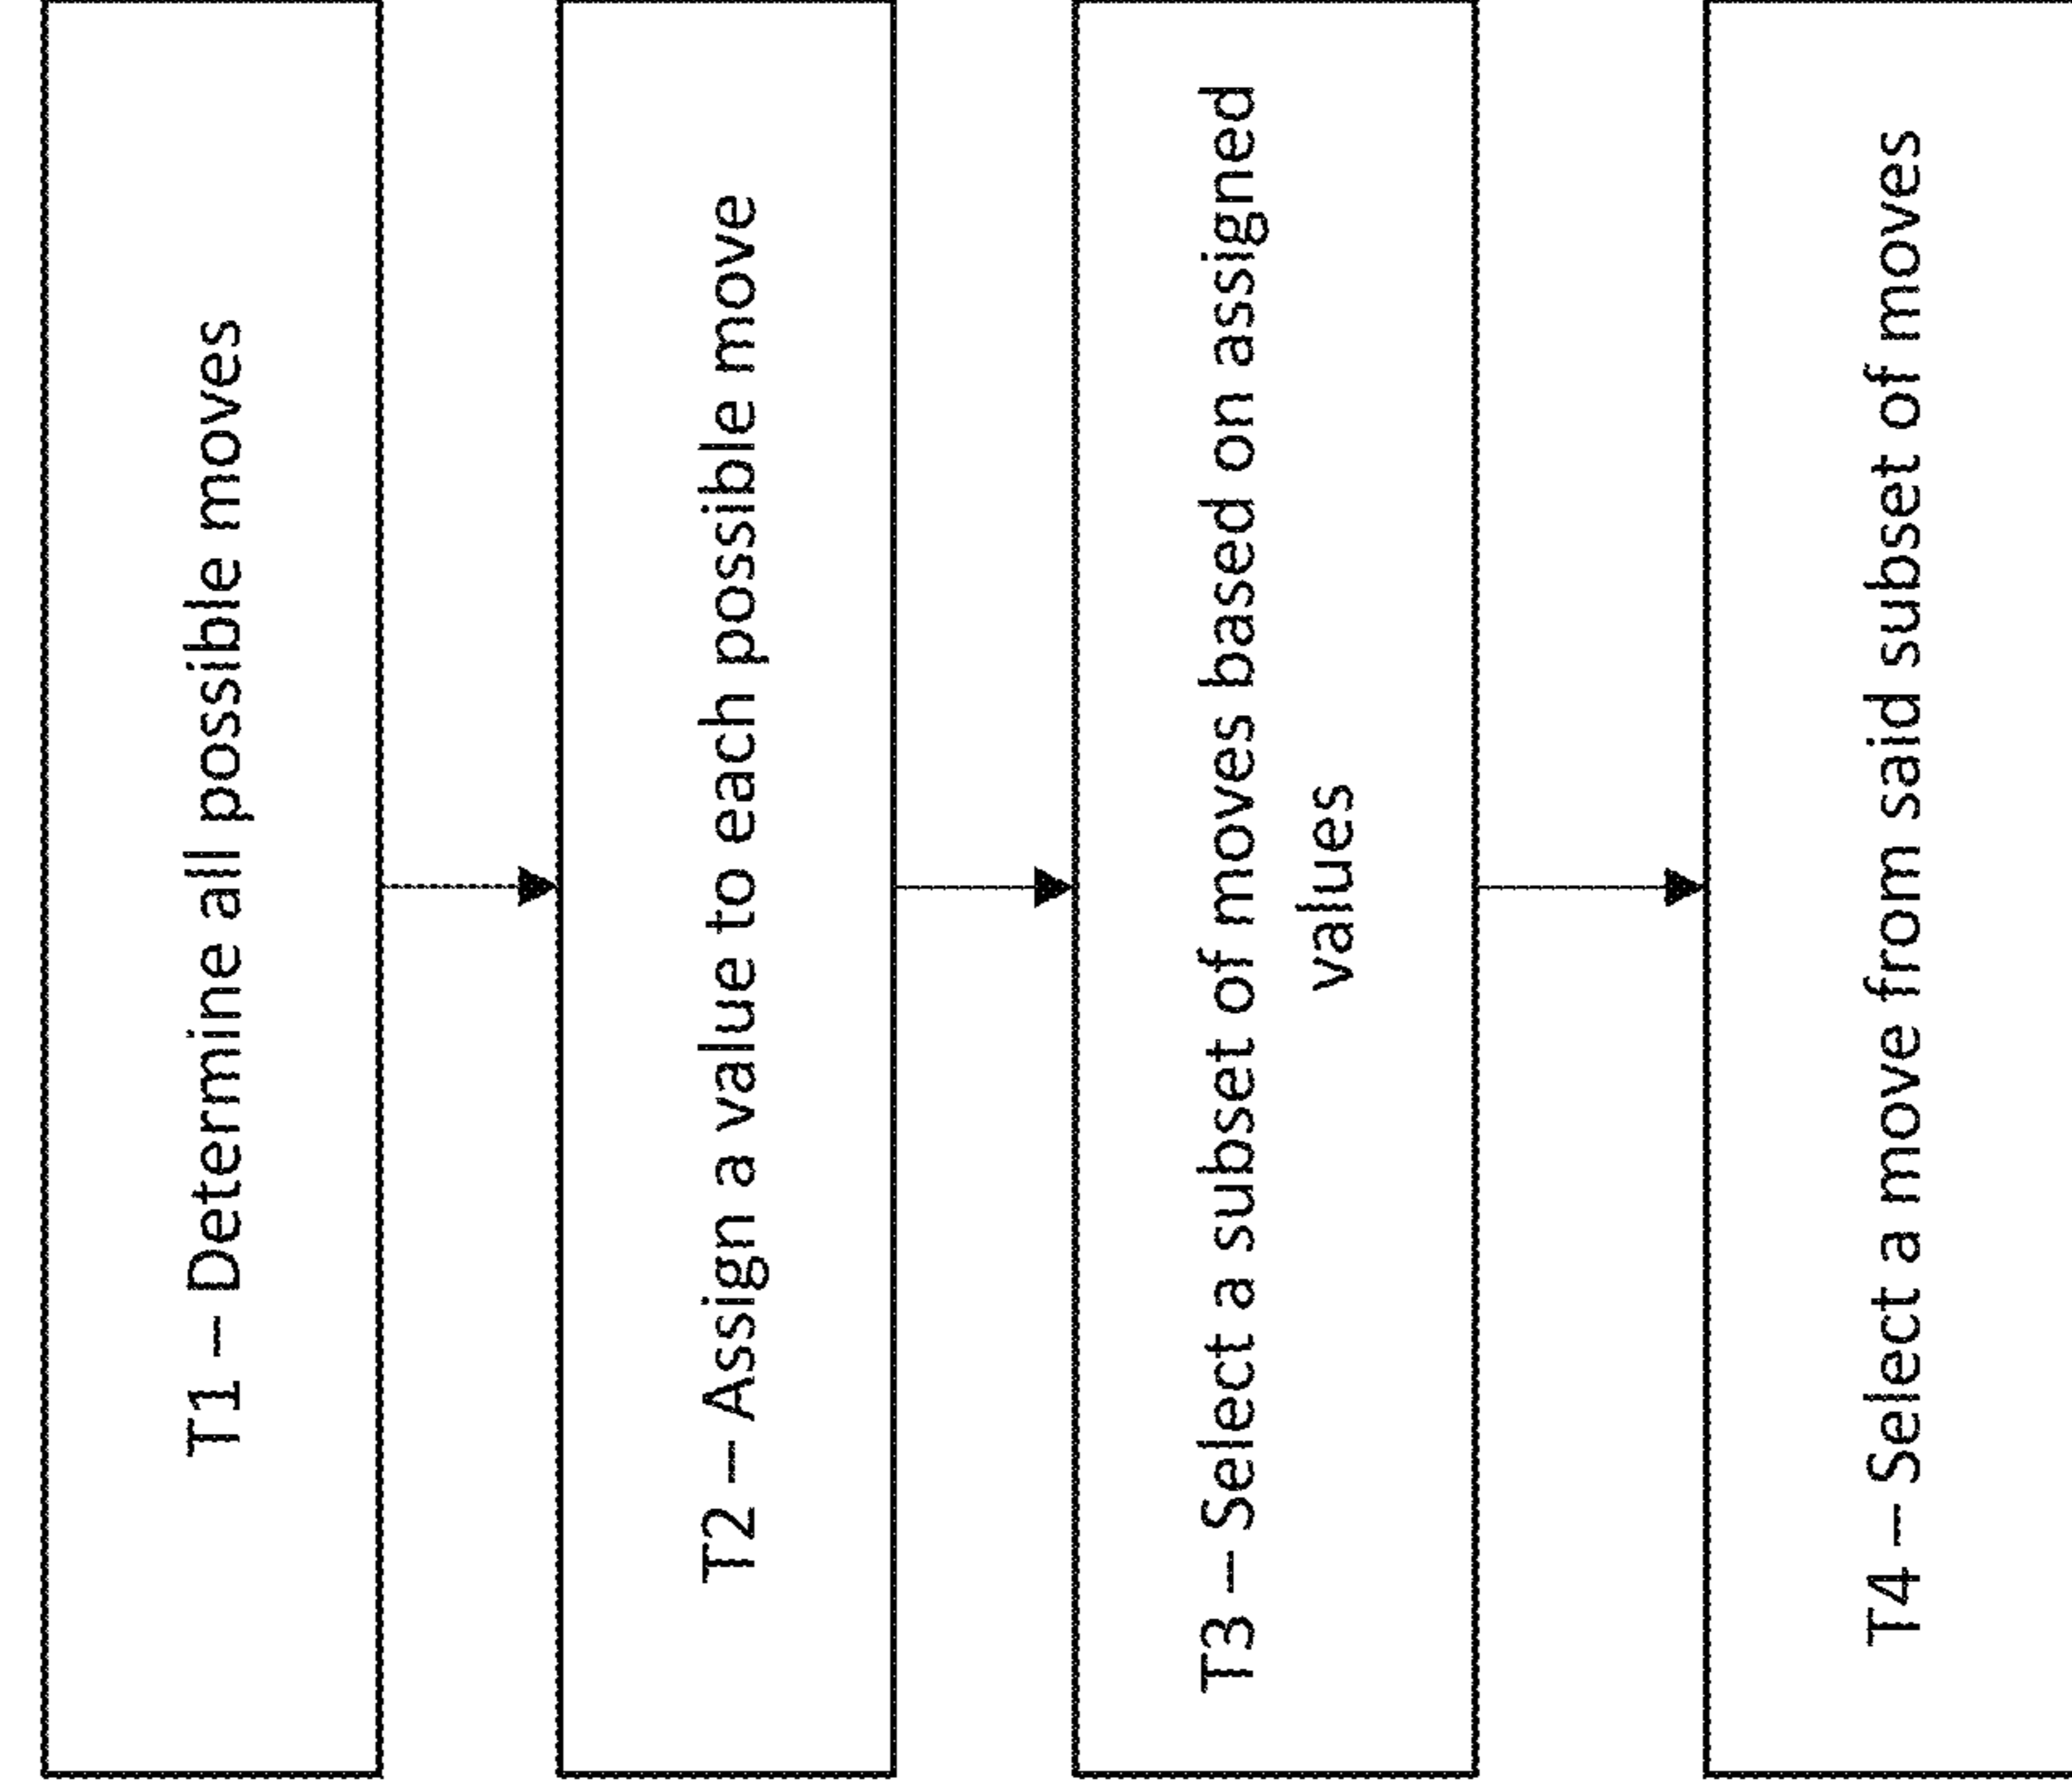 T1 – Determine all possible moves
T2 – Assign a value to each possible move
T3 – Select a subset of moves based on assigned
values
T4 – Select a move from said subset of moves